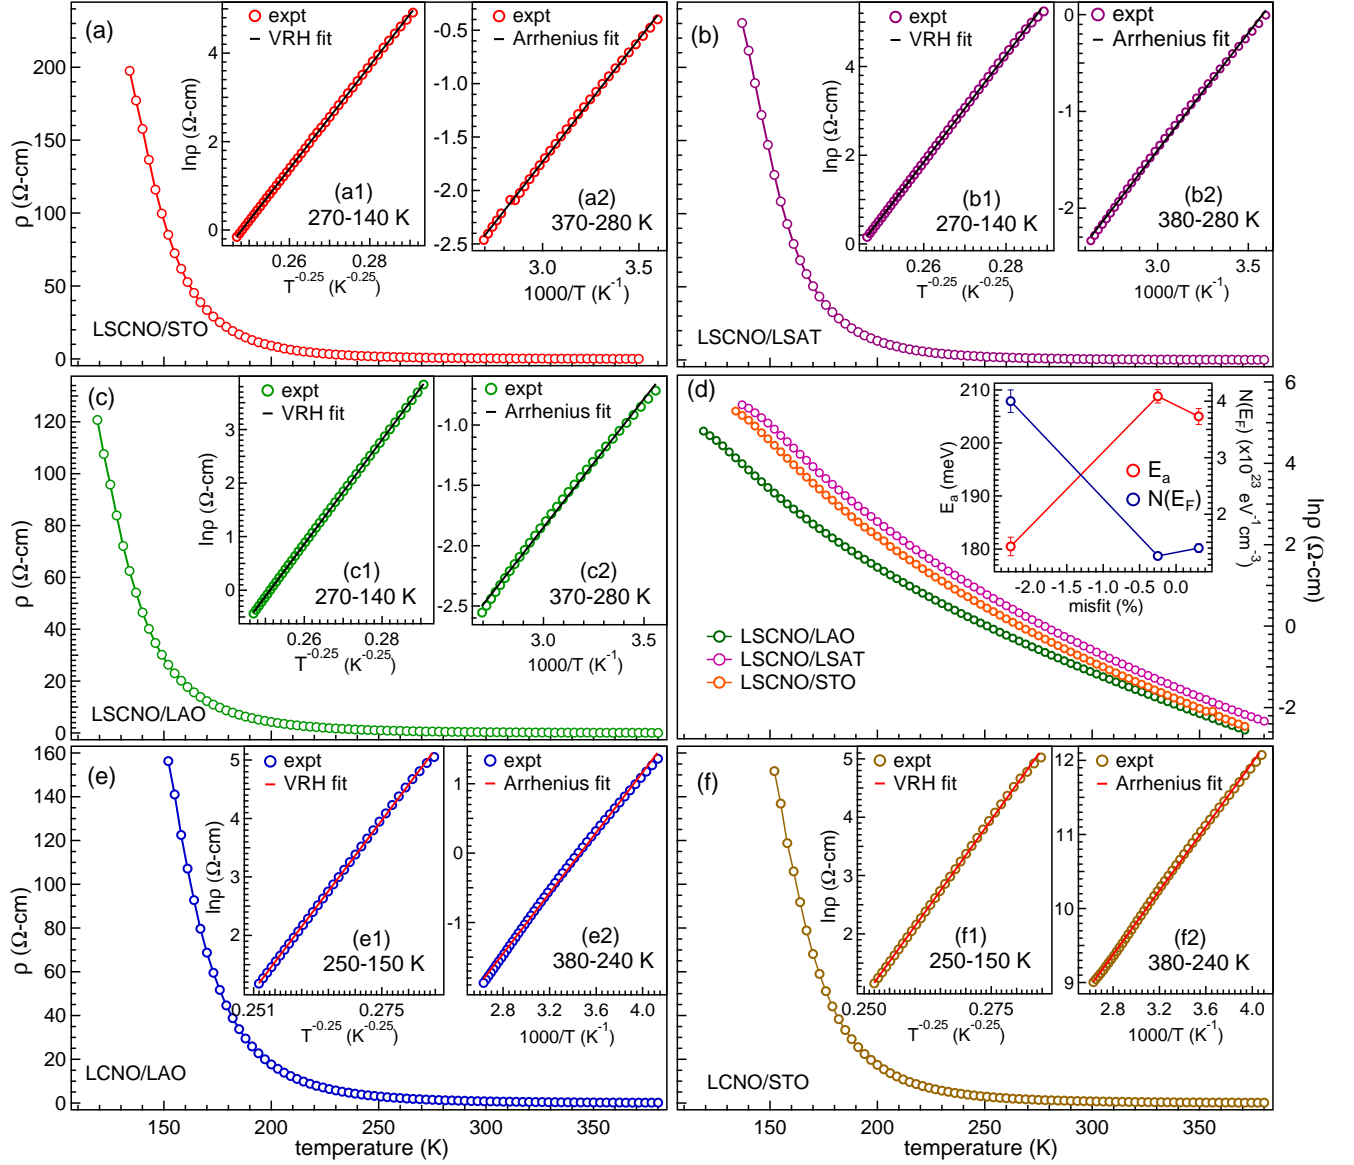 (a)
expt
VRH fit
expt
Arrhenius fit
ρ (Ω-cm)
200
150
100
50
0
lnρ (Ω-cm)
4
2
0
(a1)
270-140 K
0.26
0.28
T^-0.25 (K^-0.25)
-0.5
-1.0
-1.5
-2.0
-2.5
(a2)
370-280 K
3.0
3.5
1000/T (K^-1)
LSCNO/STO
(b)
expt
VRH fit
expt
Arrhenius fit
lnρ (Ω-cm)
4
2
0
(b1)
270-140 K
0.26
0.28
T^-0.25 (K^-0.25)
0
-1
-2
(b2)
380-280 K
3.0
3.5
1000/T (K^-1)
LSCNO/LSAT
(c)
expt
VRH fit
expt
Arrhenius fit
ρ (Ω-cm)
120
100
80
60
40
20
0
lnρ (Ω-cm)
3
2
1
0
(c1)
270-140 K
0.26
0.28
T^-0.25 (K^-0.25)
-1.0
-1.5
-2.0
-2.5
(c2)
370-280 K
3.0
3.5
1000/T (K^-1)
LSCNO/LAO
(d)
E_a (meV)
210
200
190
180
E_a
N(E_F)
-2.0
-1.0
0.0
misfit (%)
4
3
2
N(E_F) (x10^23 eV^-1 cm^-3)
6
4
2
0
-2
lnρ (Ω-cm)
LSCNO/LAO
LSCNO/LSAT
LSCNO/STO
(e)
expt
VRH fit
expt
Arrhenius fit
ρ (Ω-cm)
160
140
120
100
80
60
40
20
0
lnρ (Ω-cm)
5
4
3
2
(e1)
250-150 K
0.251
0.275
T^-0.25 (K^-0.25)
1
0
-1
(e2)
380-240 K
2.8
3.2
3.6
4.0
1000/T (K^-1)
LCNO/LAO
150
200
250
300
350
temperature (K)
(f)
expt
VRH fit
expt
Arrhenius fit
lnρ (Ω-cm)
5
4
3
2
(f1)
250-150 K
0.250
0.275
T^-0.25 (K^-0.25)
12
11
10
9
(f2)
380-240 K
2.8
3.2
3.6
4.0
1000/T (K^-1)
LCNO/STO
150
200
250
300
350
temperature (K)